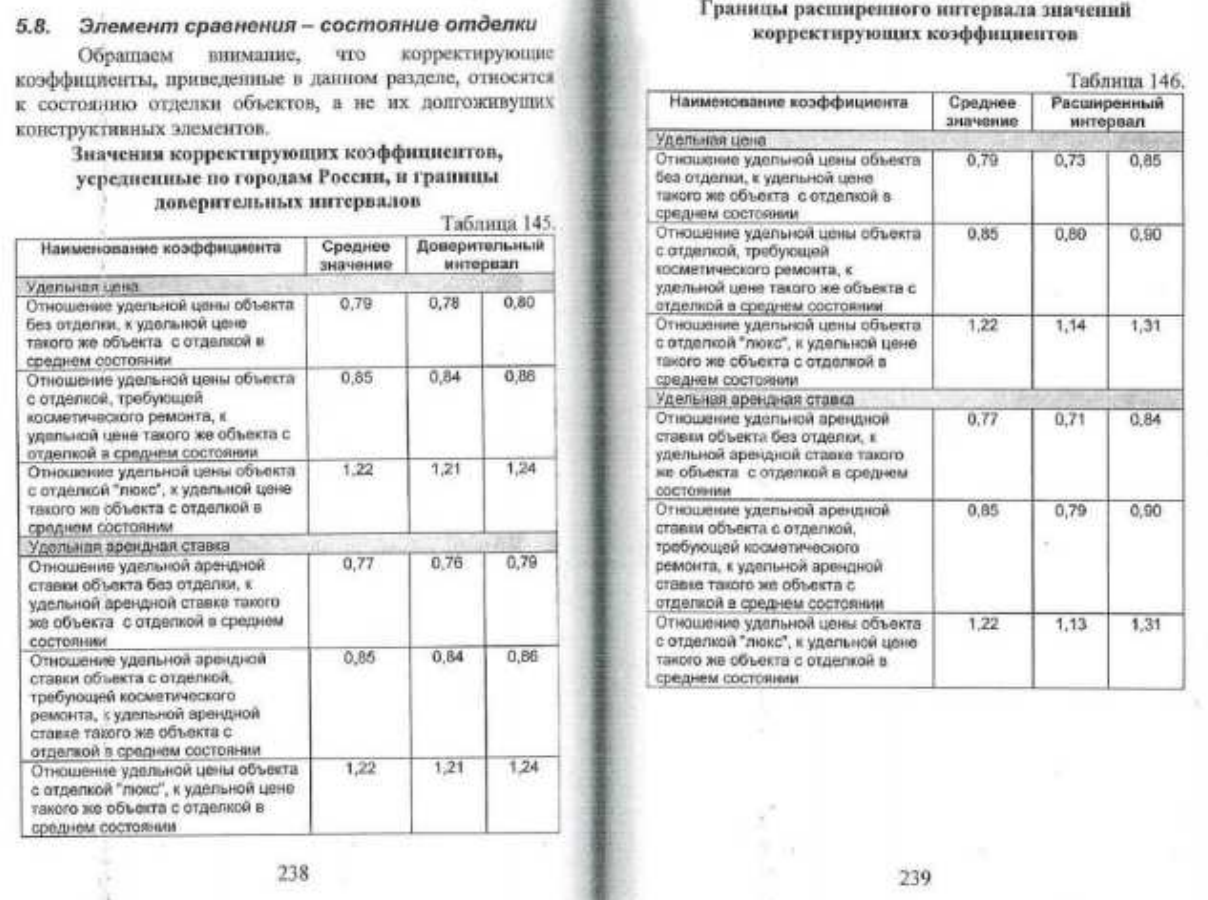 5.8. Элемент сравнения – состояние отделки
Обращаем внимание, что корректирующие
коэффициенты, приведенные в данном разделе, относятся
к состоянию отделки объектов, а не их долгоживущих
конструктивных элементов.
Значения корректирующих коэффициентов,
усредненные по городам России, и границы
доверительных интервалов
Таблица 145.
Наименование коэффициента Среднее Доверительный
значение интервал
Удельная цена
Отношение удельной цены объекта 0,79 0,78 0,80
без отделки, к удельной цене
такого же объекта с отделкой в
среднем состоянии
Отношение удельной цены объекта 0,85 0,84 0,86
с отделкой, требующей
косметического ремонта, к
удельной цене такого же объекта с
отделкой в среднем состоянии
Отношение удельной цены объекта 1,22 1,21 1,24
с отделкой "люкс", к удельной цене
такого же объекта с отделкой в
среднем состоянии
Удельная арендная ставка
Отношение удельной арендной 0,77 0,76 0,79
ставки объекта без отделки, к
удельной арендной ставке такого
же объекта с отделкой в среднем
состоянии
Отношение удельной арендной 0,85 0,84 0,86
ставки объекта с отделкой,
требующей косметического
ремонта, к удельной арендной
ставке такого же объекта с
отделкой в среднем состоянии
Отношение удельной цены объекта 1,22 1,21 1,24
с отделкой "люкс", к удельной цене
такого же объекта с отделкой в
среднем состоянии
238
Границы расширенного интервала значений
корректирующих коэффициентов
Таблица 146.
Наименование коэффициента Среднее Расширенный
значение интервал
Удельная цена
Отношение удельной цены объекта 0,79 0,73 0,85
без отделки, к удельной цене
такого же объекта с отделкой в
среднем состоянии
Отношение удельной цены объекта 0,85 0,80 0,90
с отделкой, требующей
косметического ремонта, к
удельной цене такого же объекта с
отделкой в среднем состоянии
Отношение удельной цены объекта 1,22 1,14 1,31
с отделкой "люкс", к удельной цене
такого же объекта с отделкой в
среднем состоянии
Удельная арендная ставка
Отношение удельной арендной 0,77 0,71 0,84
ставки объекта без отделки, к
удельной арендной ставке такого
же объекта с отделкой в среднем
состоянии
Отношение удельной арендной 0,85 0,79 0,90
ставки объекта с отделкой,
требующей косметического
ремонта, к удельной арендной
ставке такого же объекта с
отделкой в среднем состоянии
Отношение удельной цены объекта 1,22 1,13 1,31
с отделкой "люкс", к удельной цене
такого же объекта с отделкой в
среднем состоянии
239